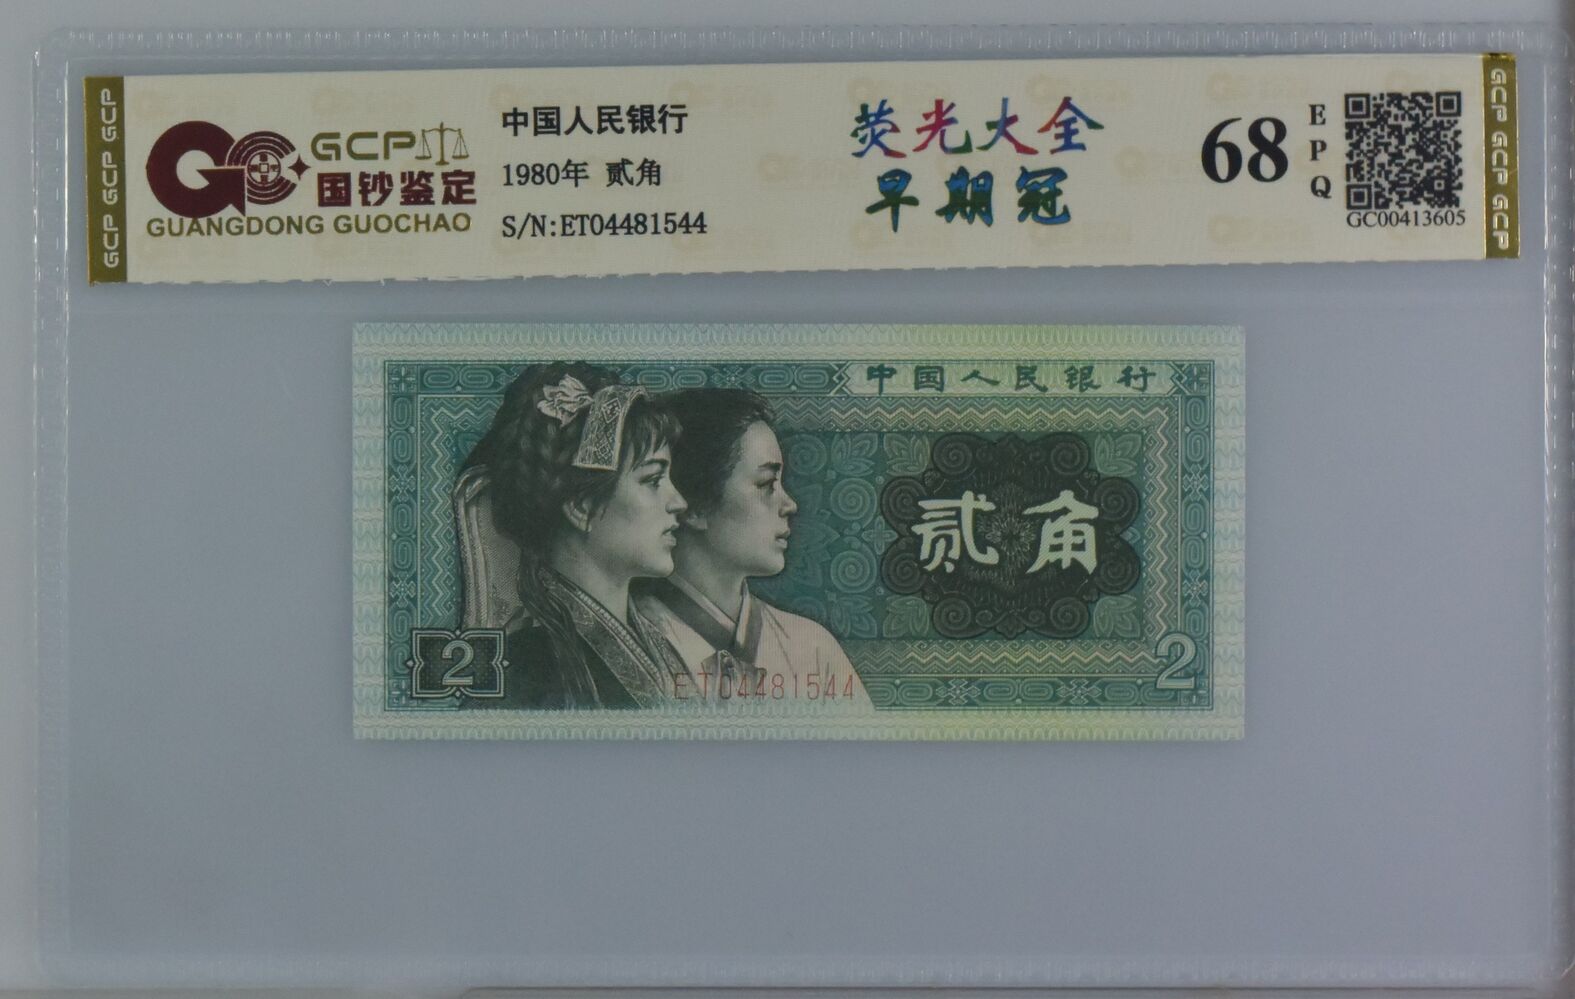 GCP GCP GCP
GCP
国钞鉴定
GUANGDONG GUOCHAO
中国人民银行
1980年 贰角
S/N:ET04481544
荧光大全
早期冠
68
EPQ
GC00413605
GCP GCP GCP
中国人民银行
贰角
2
2
ET04481544